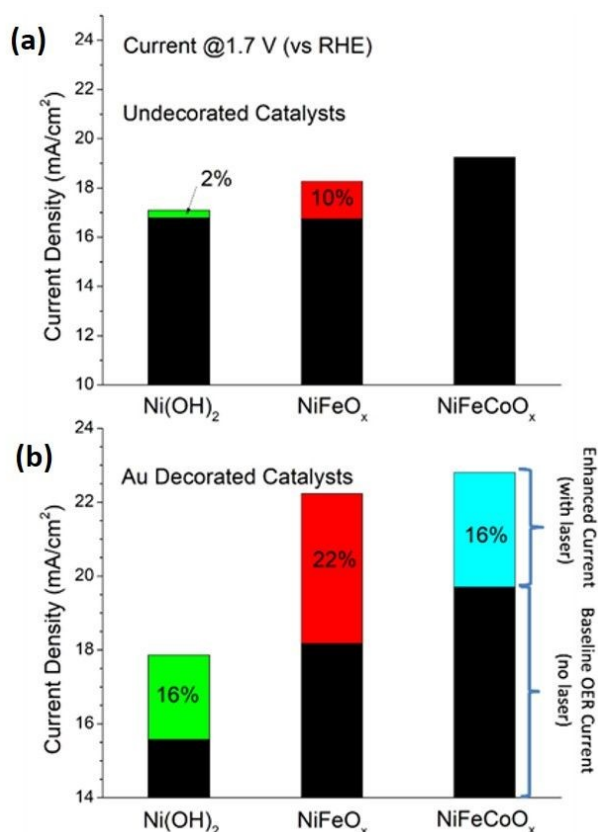 (a)
Current @1.7 V (vs RHE)
Undecorated Catalysts
Current Density (mA/cm²)
24
22
20
18
16
14
12
10
2%
10%
Ni(OH)₂
NiFeOₓ
NiFeCoOₓ
(b)
Au Decorated Catalysts
Current Density (mA/cm²)
24
22
20
18
16
14
16%
22%
16%
Enhanced Current
(with laser)
Baseline OER Current
(no laser)
Ni(OH)₂
NiFeOₓ
NiFeCoOₓ